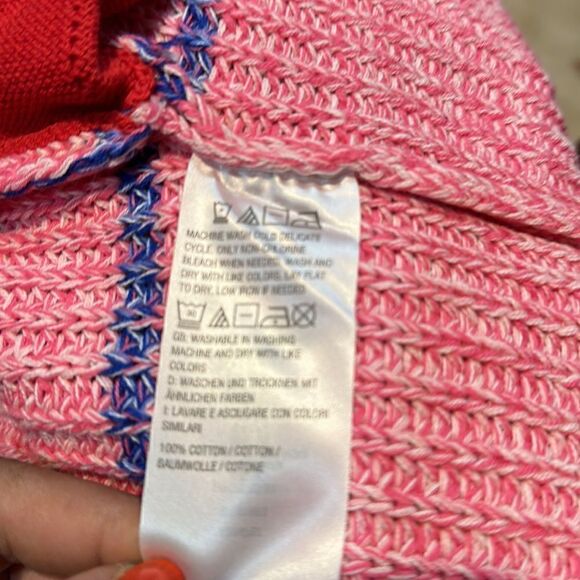 MACHINE WASH COLD DELICATE
CYCLE, ONLY NON-CHLORINE
BLEACH WHEN NEEDED, WASH AND
DRY WITH LIKE COLORS, LAY FLAT
TO DRY, LOW IRON IF NEEDED.
30
GB: WASHABLE IN WASHING
MACHINE AND DRY WITH LIKE
COLORS
D: WASCHEN UND TROCKNEN MIT
ÄHNLICHEN FARBEN
I: LAVARE E ASCIUGARE CON COLORI
SIMILARI
100% COTTON / COTTON /
BAUMWOLLE / COTONE